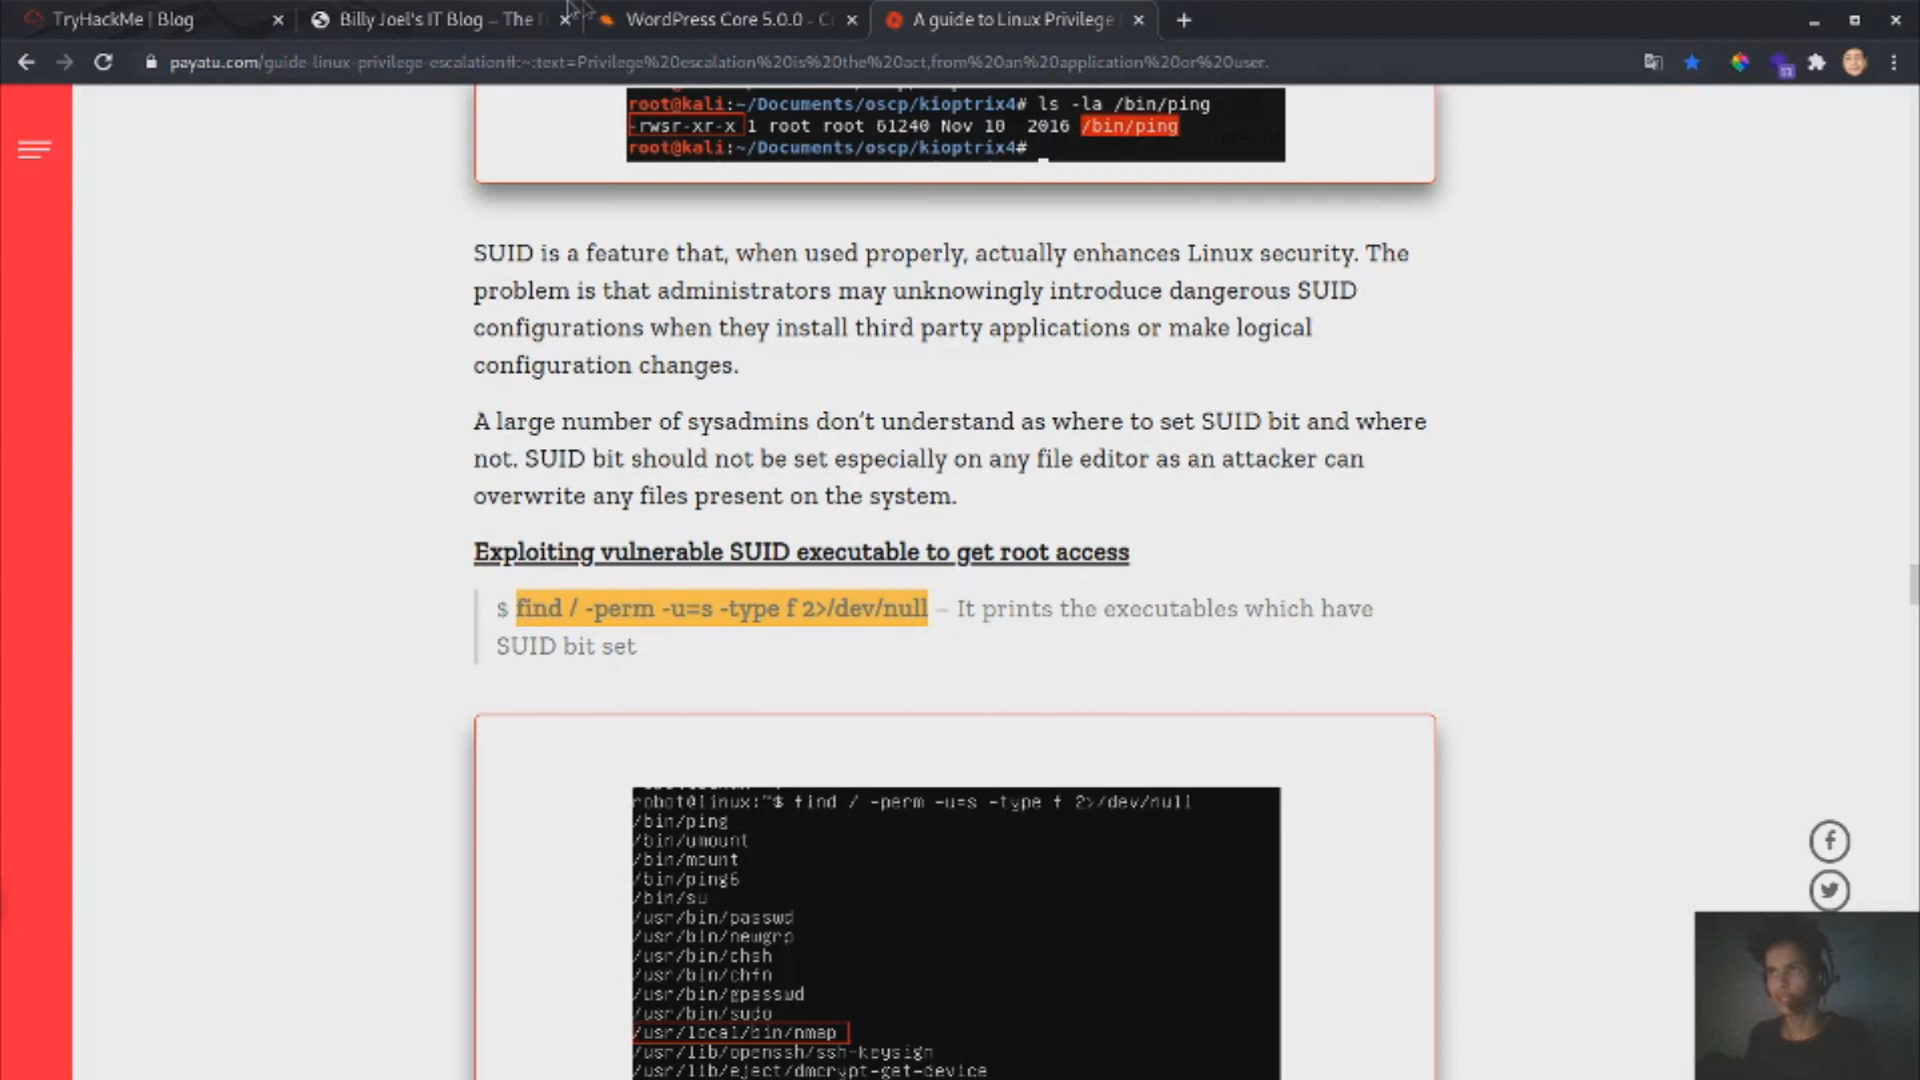 TryHackMe | Blog
Billy Joel's IT Blog – The I
WordPress Core 5.0.0 - C
A guide to Linux Privilege
payatu.com/guide-linux-privilege-escalation#:~:text=Privilege%20escalation%20is%20the%20act,from%20an%20application%20or%20user.
11
root@kali:~/Documents/oscp/kioptrix4# ls -la /bin/ping
-rwsr-xr-x 1 root root 61240 Nov 10 2016 /bin/ping
root@kali:~/Documents/oscp/kioptrix4#
SUID is a feature that, when used properly, actually enhances Linux security. The
problem is that administrators may unknowingly introduce dangerous SUID
configurations when they install third party applications or make logical
configuration changes.
A large number of sysadmins don't understand as where to set SUID bit and where
not. SUID bit should not be set especially on any file editor as an attacker can
overwrite any files present on the system.
Exploiting vulnerable SUID executable to get root access
$ find / -perm -u=s -type f 2>/dev/null – It prints the executables which have
SUID bit set
robot@linux:~$ find / -perm -u=s -type f 2>/dev/null
/bin/ping
/bin/umount
/bin/mount
/bin/ping6
/bin/su
/usr/bin/passwd
/usr/bin/newgrp
/usr/bin/chsh
/usr/bin/chfn
/usr/bin/gpasswd
/usr/bin/sudo
/usr/local/bin/nmap
/usr/lib/openssh/ssh-keysign
/usr/lib/eject/dmcrypt-get-device